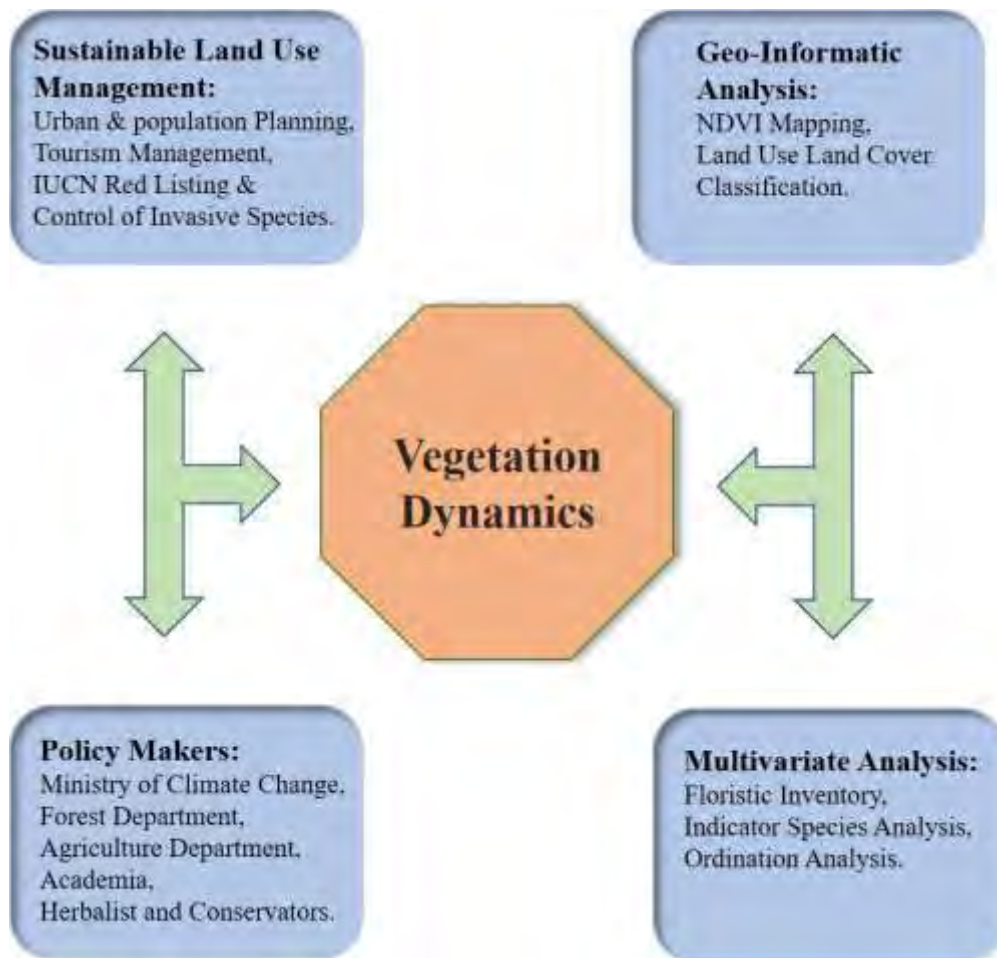 Sustainable Land Use
Management:
Urban & population Planning,
Tourism Management,
IUCN Red Listing &
Control of Invasive Species.
Geo-Informatic
Analysis:
NDVI Mapping,
Land Use Land Cover
Classification.
Vegetation
Dynamics
Policy Makers:
Ministry of Climate Change,
Forest Department,
Agriculture Department,
Academia,
Herbalist and Conservators.
Multivariate Analysis:
Floristic Inventory,
Indicator Species Analysis,
Ordination Analysis.